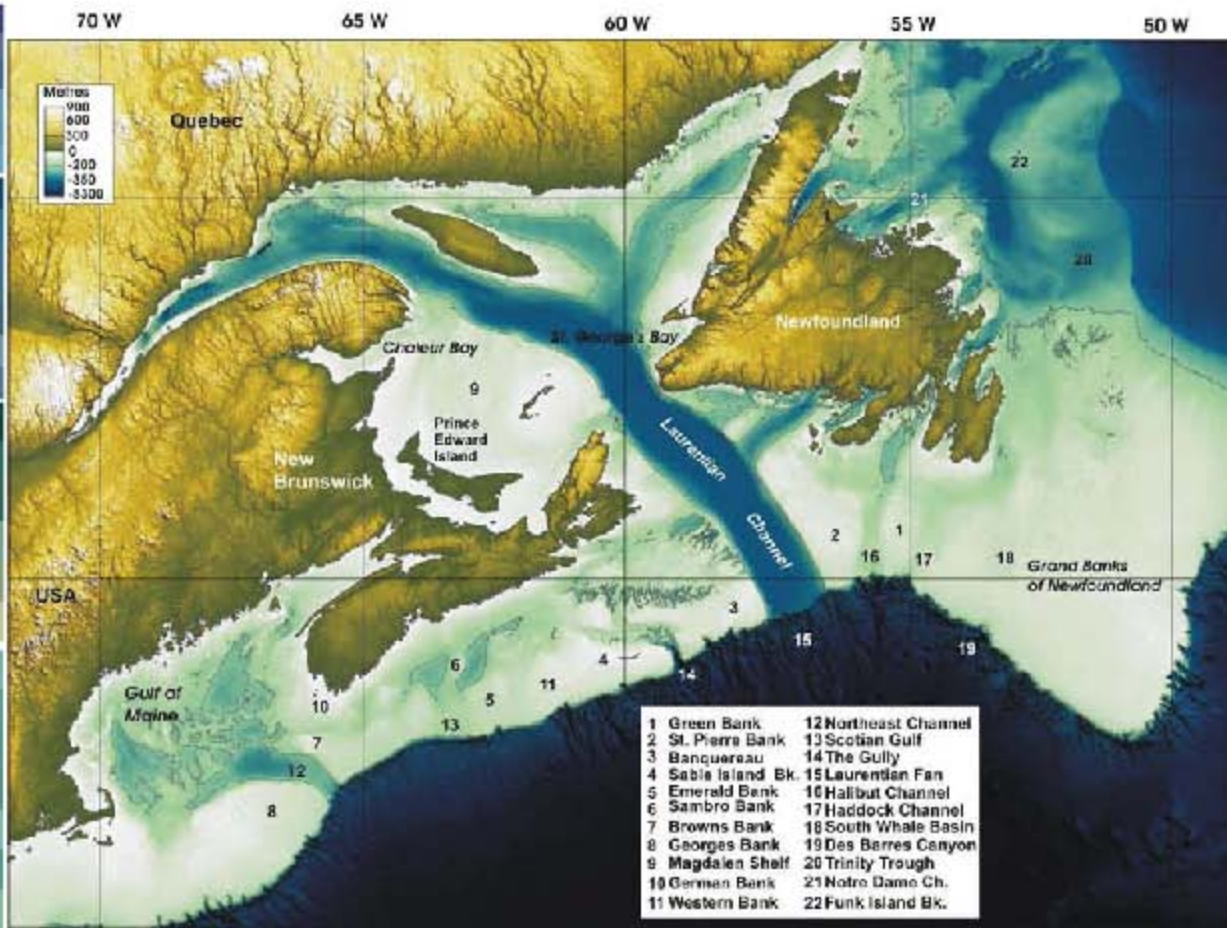 70 W 65 W 60 W 55 W 50 W
Metres
900
600
300
0
-200
-350
-5300
Quebec
22
21
20
St. George's Bay
Newfoundland
Chaleur Bay
9
Prince
Edward
Island
New
Brunswick
Laurentian
Channel
2
1
16
17
18
Grand Banks
of Newfoundland
USA
3
15
19
6
4
14
5
11
Gulf of
Maine
10
13
7
12
8
1 Green Bank
2 St. Pierre Bank
3 Banquereau
4 Sable Island Bk.
5 Emerald Bank
6 Sambro Bank
7 Browns Bank
8 Georges Bank
9 Magdalen Shelf
10 German Bank
11 Western Bank
12 Northeast Channel
13 Scotian Gulf
14 The Gully
15 Laurentian Fan
16 Halibut Channel
17 Haddock Channel
18 South Whale Basin
19 Des Barres Canyon
20 Trinity Trough
21 Notre Dame Ch.
22 Funk Island Bk.